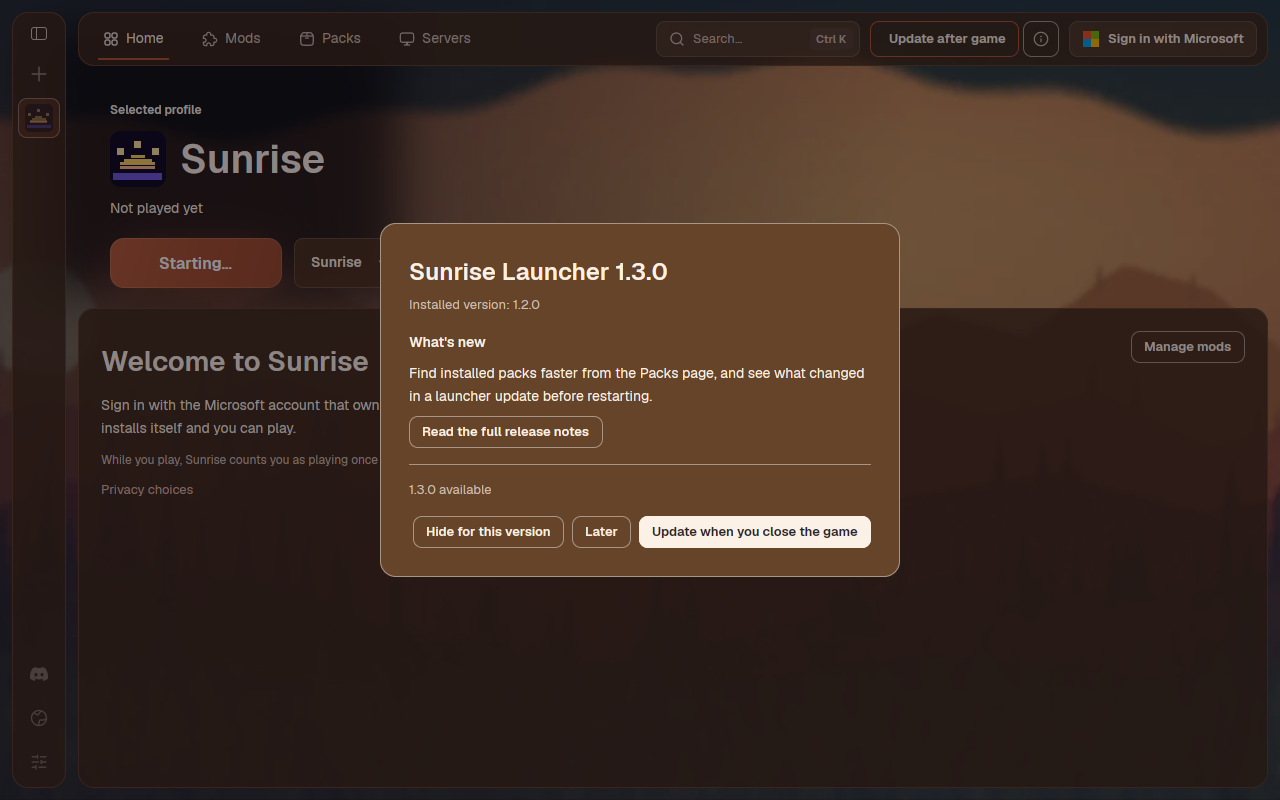 Home
Mods
Packs
Servers
Search...
Ctrl K
Update after game
Sign in with Microsoft
Selected profile
Sunrise
Not played yet
Starting...
Sunrise
Sunrise Launcher 1.3.0
Installed version: 1.2.0
What's new
Find installed packs faster from the Packs page, and see what changed
in a launcher update before restarting.
Read the full release notes
1.3.0 available
Hide for this version
Later
Update when you close the game
Welcome to Sunrise
Manage mods
Sign in with the Microsoft account that own
installs itself and you can play.
While you play, Sunrise counts you as playing once
Privacy choices